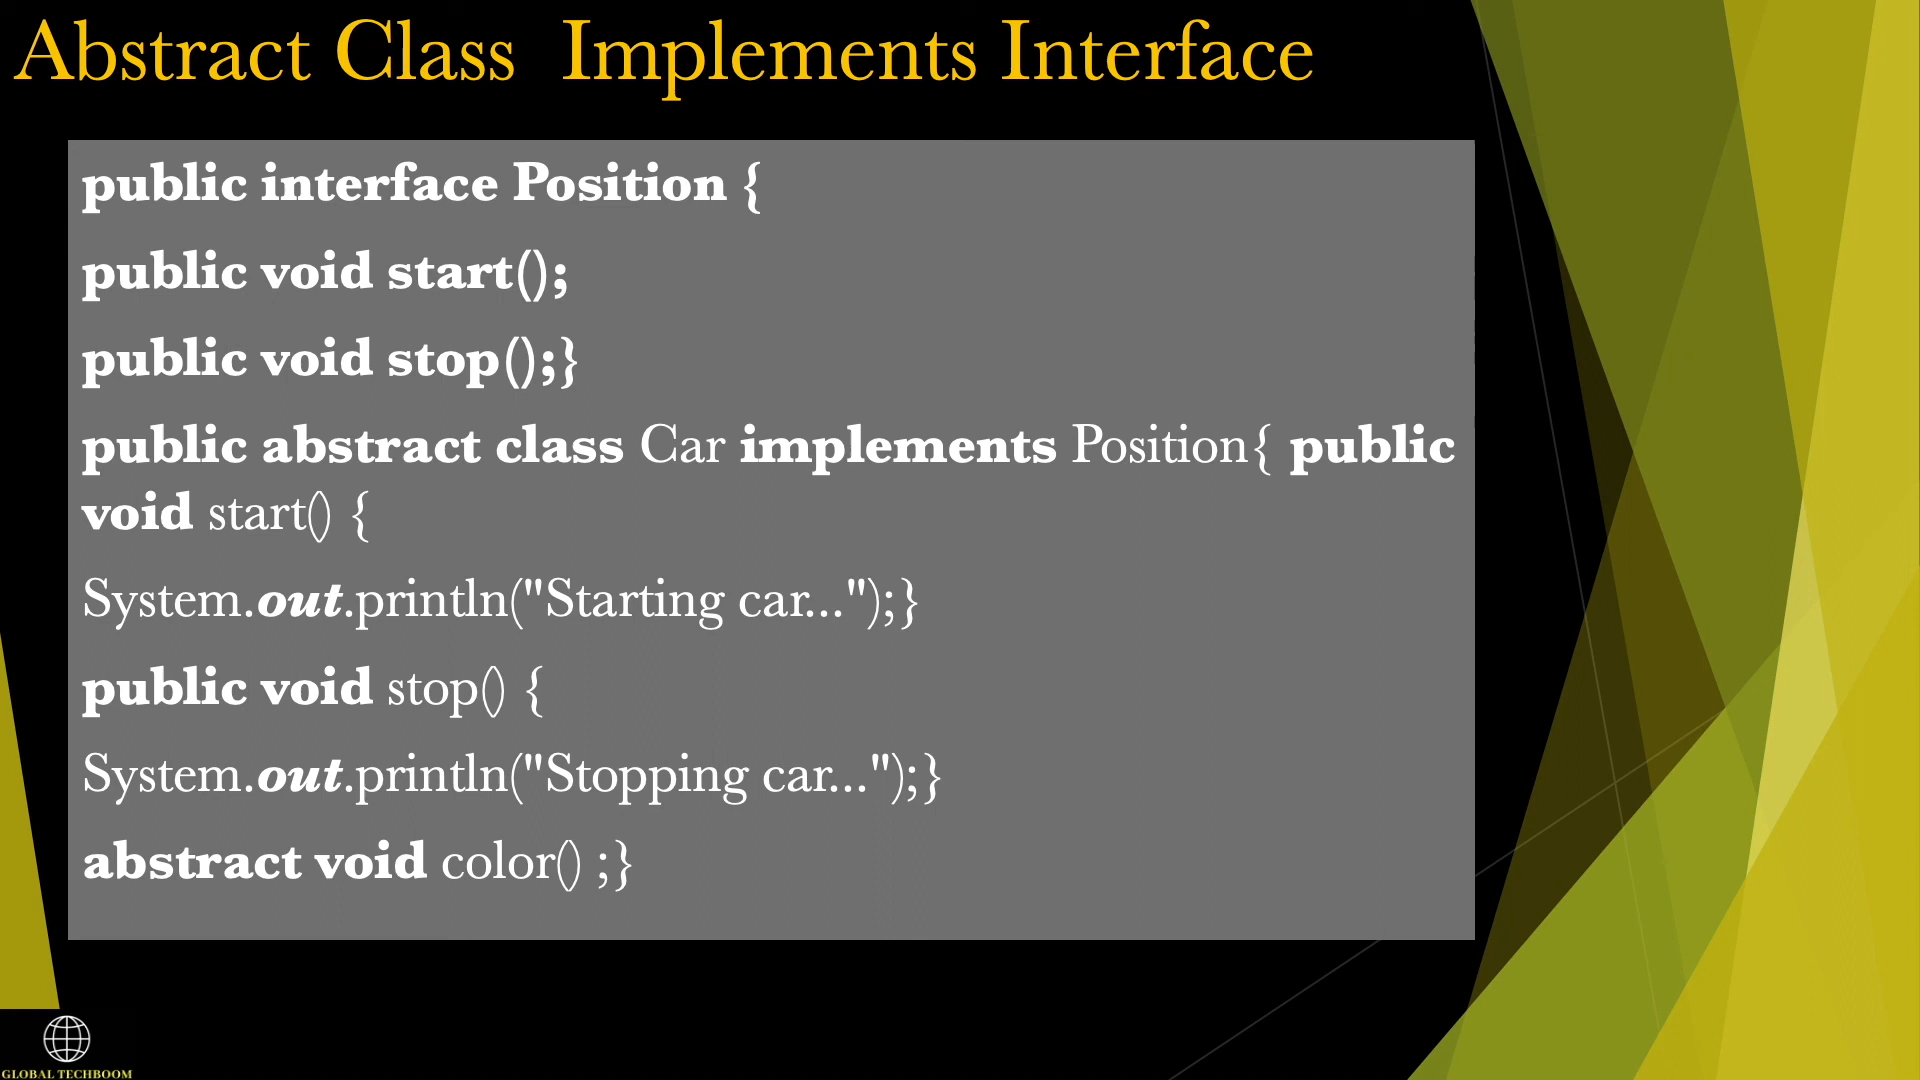 Abstract Class  Implements Interface
public interface Position {
public void start();
public void stop();}
public abstract class Car implements Position{ public
void start() {
System.out.println("Starting car...");}
public void stop() {
System.out.println("Stopping car...");}
abstract void color() ;}
GLOBAL TECHBOOM